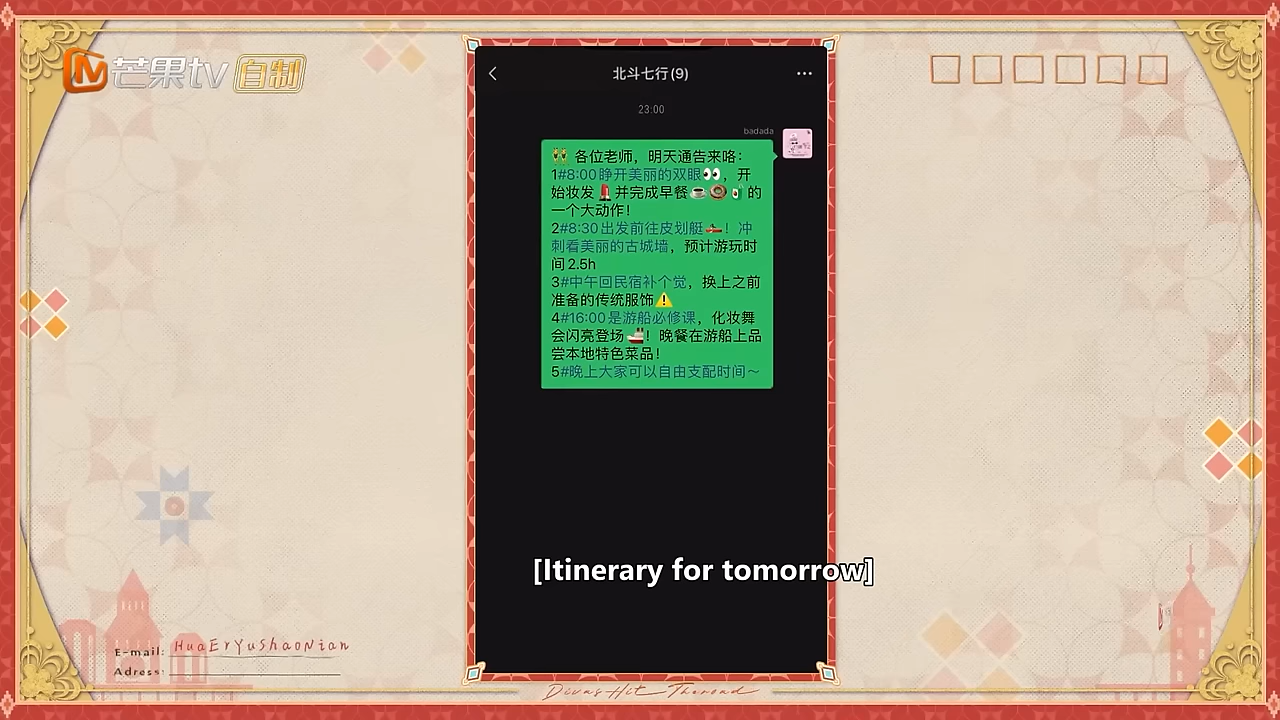 芒果tv 自制
北斗七行(9)
23:00
badada
各位老师，明天通告来咯：
1#8:00睁开美丽的双眼👀，开
始妆发💄并完成早餐☕🍩🧃的
一个大动作！
2#8:30出发前往皮划艇🚣！冲
刺看美丽的古城墙，预计游玩时
间2.5h
3#中午回民宿补个觉，换上之前
准备的传统服饰⚠️
4#16:00是游船必修课，化妆舞
会闪亮登场🚢！晚餐在游船上品
尝本地特色菜品！
5#晚上大家可以自由支配时间～
[Itinerary for tomorrow]
E-mail: HuaErYuShaoNian
Adress:
Divas Hit The road